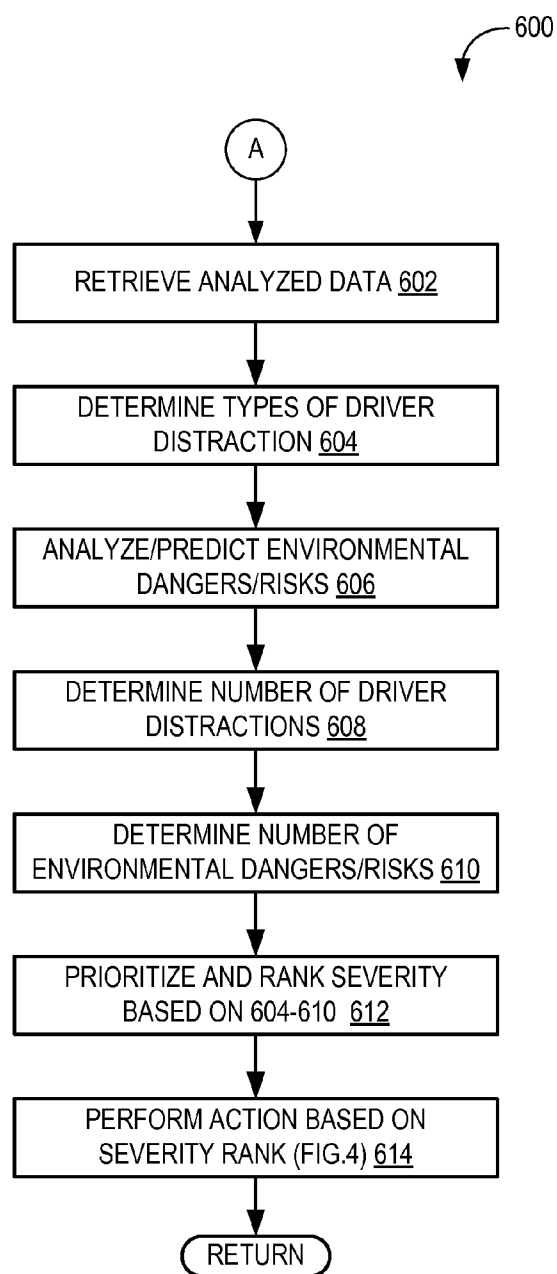 600
A
RETRIEVE ANALYZED DATA 602
DETERMINE TYPES OF DRIVER
DISTRACTION 604
ANALYZE/PREDICT ENVIRONMENTAL
DANGERS/RISKS 606
DETERMINE NUMBER OF DRIVER
DISTRACTIONS 608
DETERMINE NUMBER OF
ENVIRONMENTAL DANGERS/RISKS 610
PRIORITIZE AND RANK SEVERITY
BASED ON 604-610 612
PERFORM ACTION BASED ON
SEVERITY RANK (FIG.4) 614
RETURN